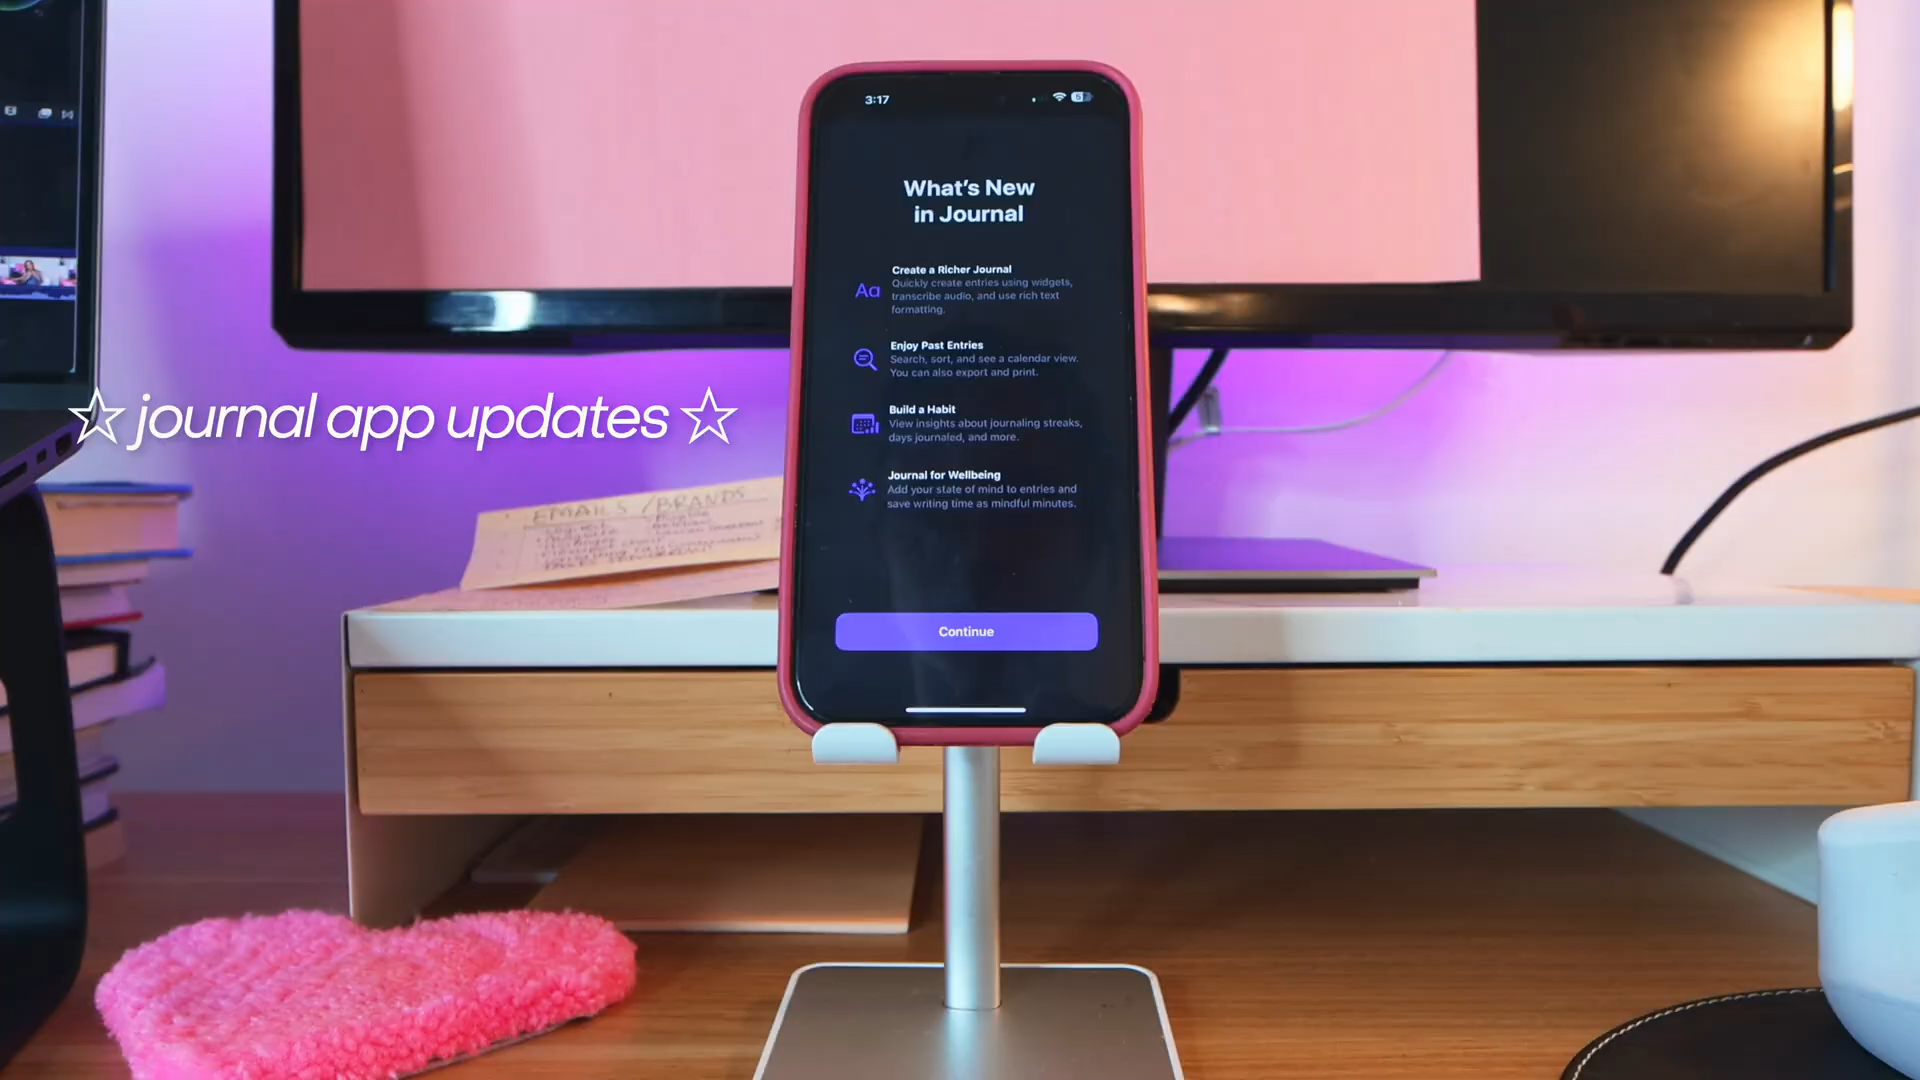 3:17
What's New
in Journal
Create a Richer Journal
Quickly create entries using widgets,
transcribe audio, and use rich text
formatting.
Enjoy Past Entries
Search, sort, and see a calendar view.
You can also export and print.
Build a Habit
View insights about journaling streaks,
days journaled, and more.
Journal for Wellbeing
Add your state of mind to entries and
save writing time as mindful minutes.
Continue
☆ journal app updates ☆
EMAILS / BRANDS